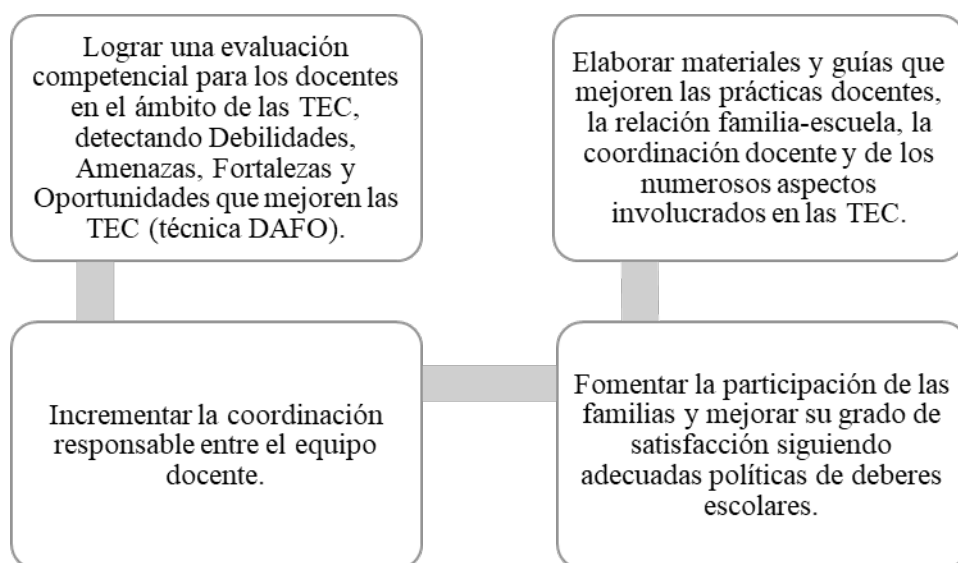 Lograr una evaluación
competencial para los docentes
en el ámbito de las TEC,
detectando Debilidades,
Amenazas, Fortalezas y
Oportunidades que mejoren las
TEC (técnica DAFO).
Incrementar la coordinación
responsable entre el equipo
docente.
Fomentar la participación de las
familias y mejorar su grado de
satisfacción siguiendo
adecuadas políticas de deberes
escolares.
Elaborar materiales y guías que
mejoren las prácticas docentes,
la relación familia-escuela, la
coordinación docente y de los
numerosos aspectos
involucrados en las TEC.